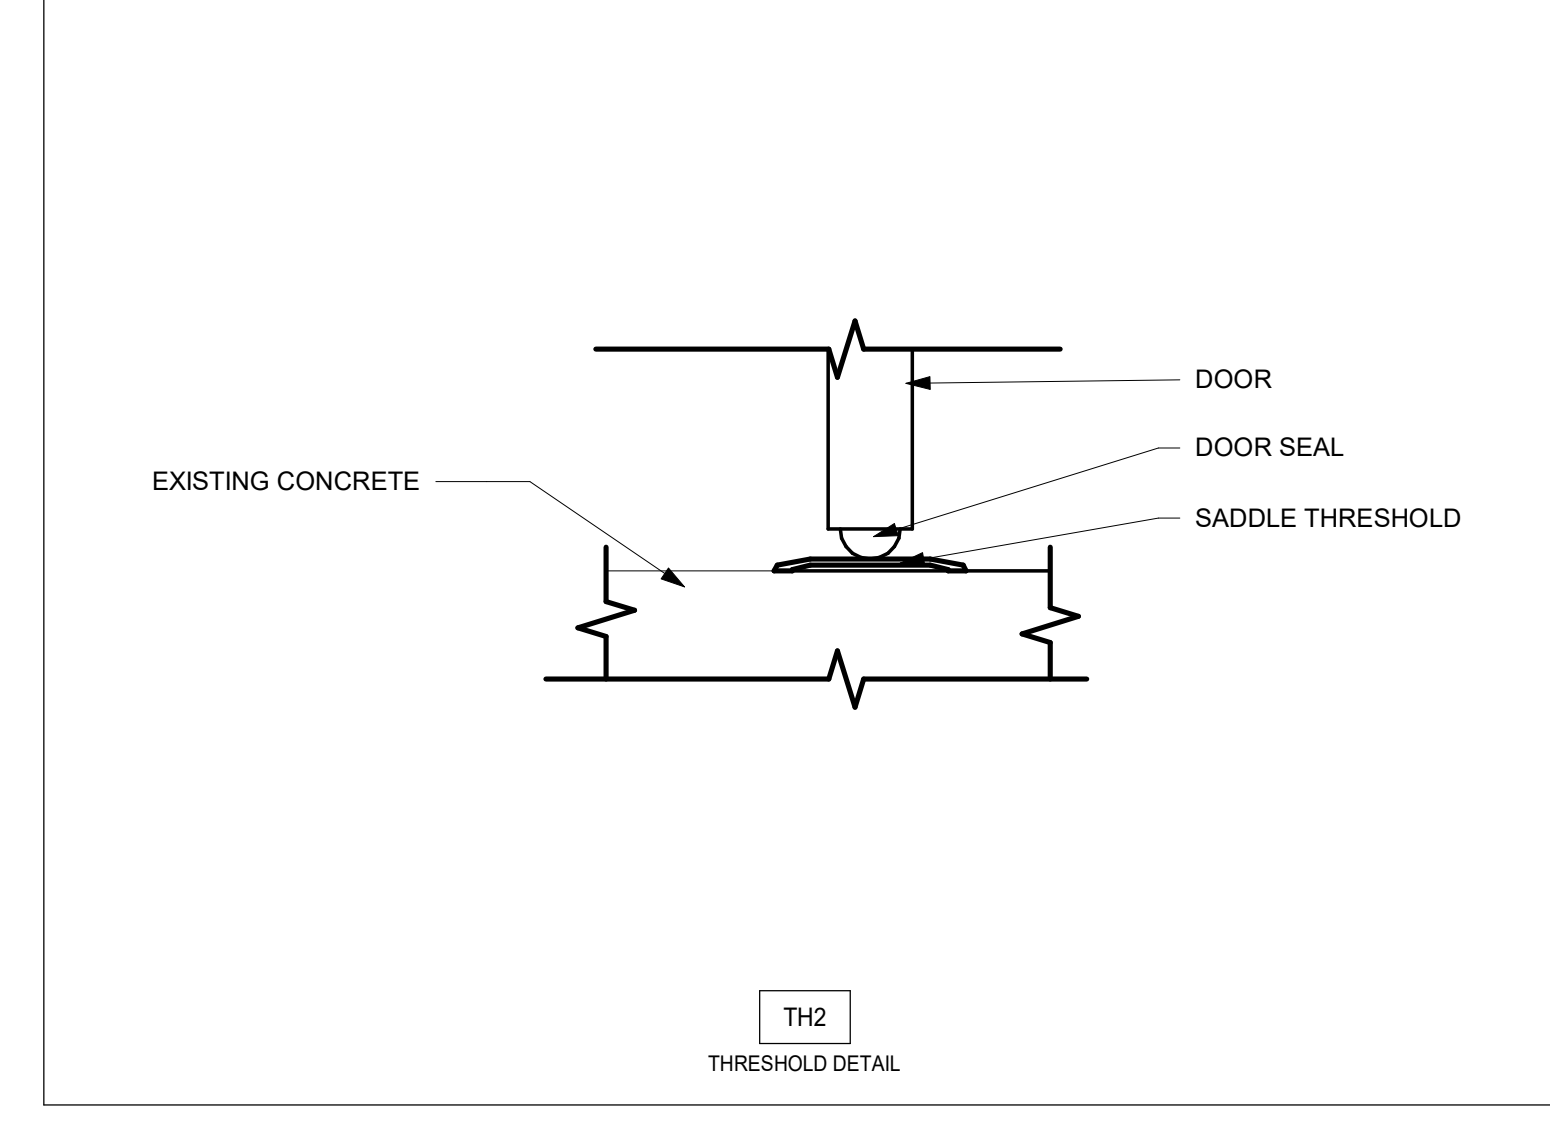 DOOR
DOOR SEAL
EXISTING CONCRETE
SADDLE THRESHOLD
TH2
THRESHOLD DETAIL